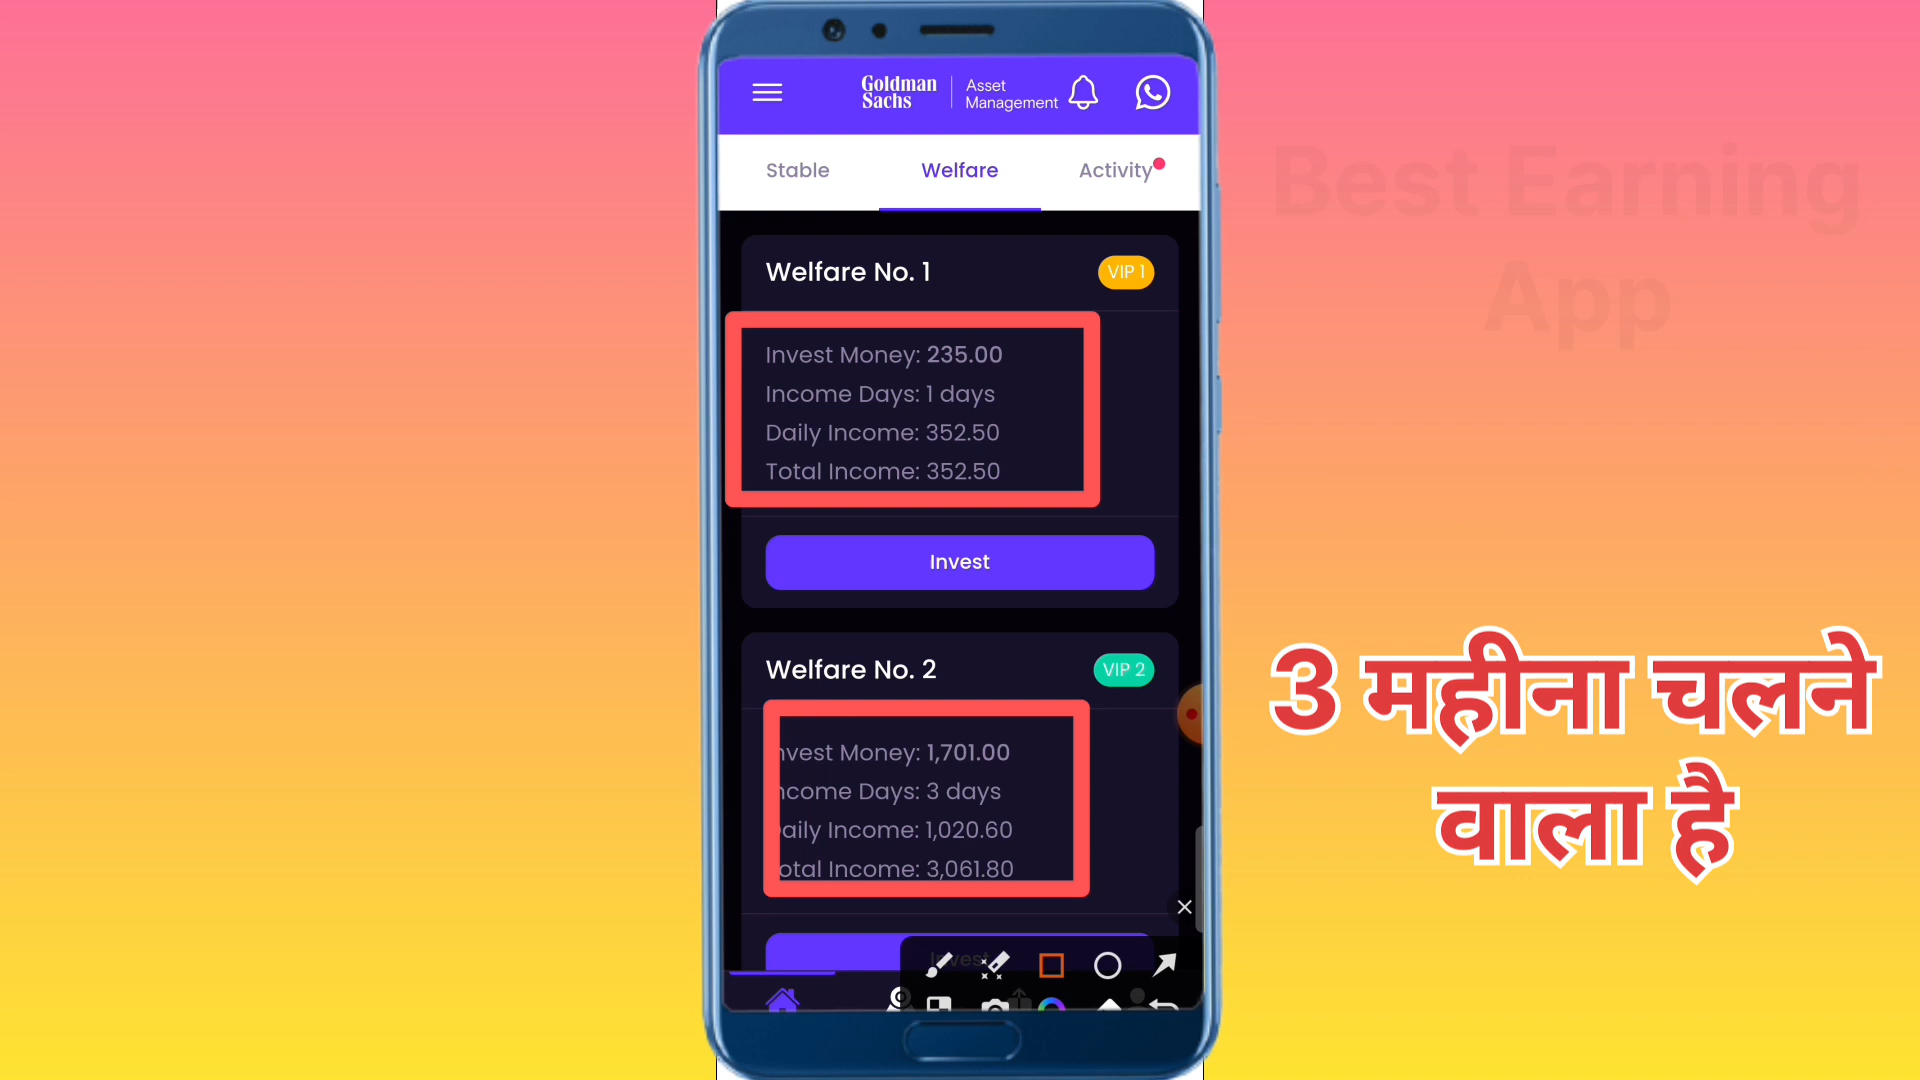 Goldman
Sachs
Asset
Management
Stable
Welfare
Activity
Welfare No. 1
VIP 1
Invest Money: 235.00
Income Days: 1 days
Daily Income: 352.50
Total Income: 352.50
Invest
Welfare No. 2
VIP 2
nvest Money: 1,701.00
ncome Days: 3 days
aily Income: 1,020.60
otal Income: 3,061.80
Invest
Best Earning
App
3 महीना चलने
वाला है